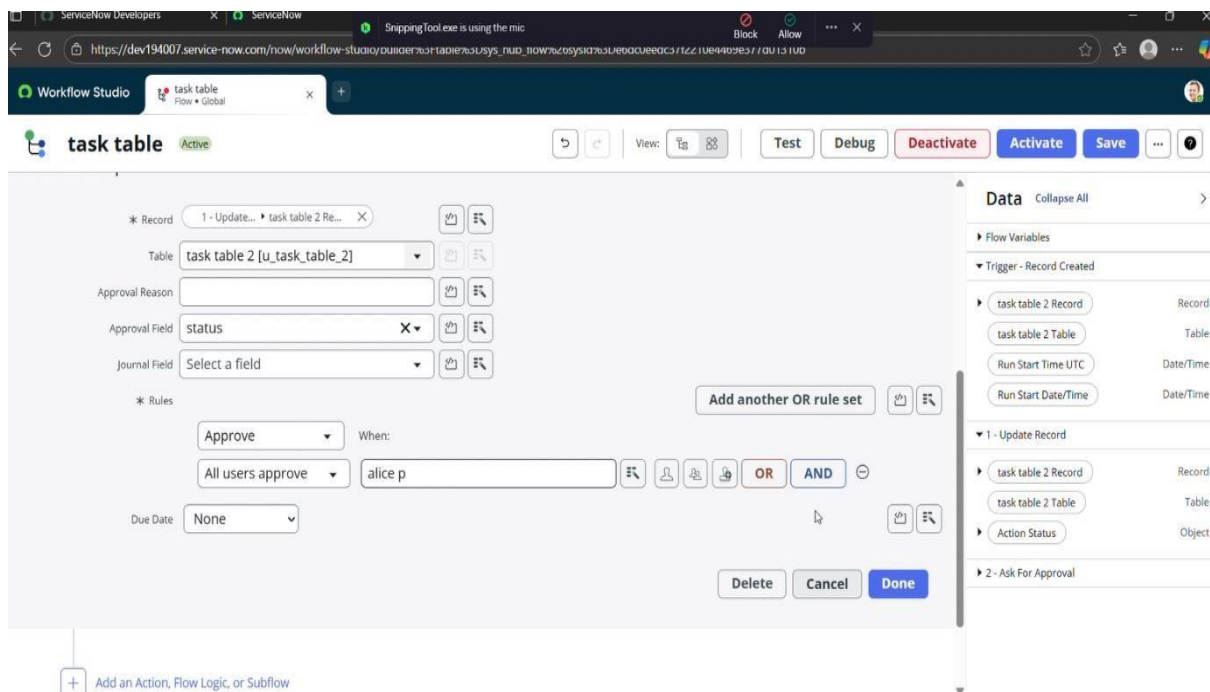 ServiceNow Developers X ServiceNow
SnippingTool.exe is using the mic
Block Allow ... X
Workflow Studio
task table
Flow • Global
task table Active
View:
Test Debug Deactivate Activate Save ...
* Record 1 - Update... ▸ task table 2 Re... X
Table task table 2 [u_task_table_2]
Approval Reason
Approval Field status X
Journal Field Select a field
* Rules Add another OR rule set
Approve When:
All users approve alice p OR AND
Due Date None
Delete Cancel Done
Add an Action, Flow Logic, or Subflow
Data Collapse All
Flow Variables
Trigger - Record Created
task table 2 Record Record
task table 2 Table Table
Run Start Time UTC Date/Time
Run Start Date/Time Date/Time
1 - Update Record
task table 2 Record Record
task table 2 Table Table
Action Status Object
2 - Ask For Approval